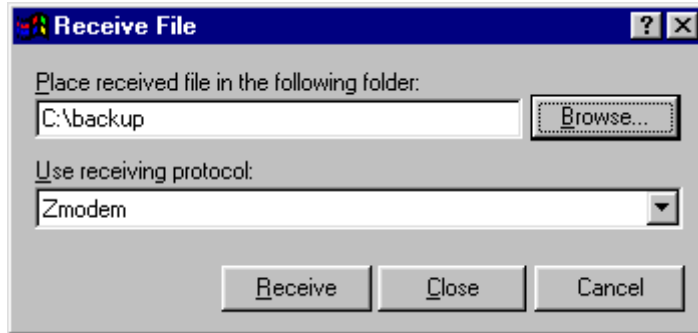 Receive File
Place received file in the following folder:
C:\backup
Browse...
Use receiving protocol:
Zmodem
Receive Close Cancel